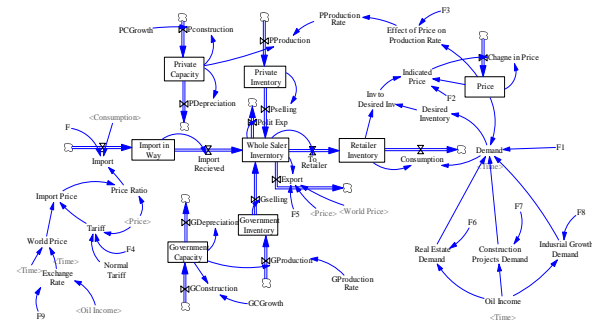 PCGrowth
PConstruction
PProduction
PProduction
Rate
F3
Effect of Price on
Production Rate
Chagne in Price
Private
Capacity
Private
Inventory
Indicated
Price
Price
F2
PDepreciation
Pselling
Polit Exp
Inv to
Desired Inv
Desired
Inventory
<Consumption>
F
Import in
Way
Import
Recieved
Whole Saler
Inventory
To
Retailer
Retailer
Inventory
Consumption
Demand
F1
<Time>
Import
Price Ratio
Export
Gselling
F5
<Price>
<World Price>
Import Price
<Price>
Tariff
F4
Normal
Tariff
World Price
<Time>
<Time>
Exchange
Rate
F9
<Oil Income>
GDepreciation
Government
Capacity
Government
Inventory
GConstruction
GProduction
GCGrowth
GProduction
Rate
F6
F7
F8
Real Estate
Demand
Construction
Projects Demand
Indusrial Growth
Demand
Oil Income
<Time>